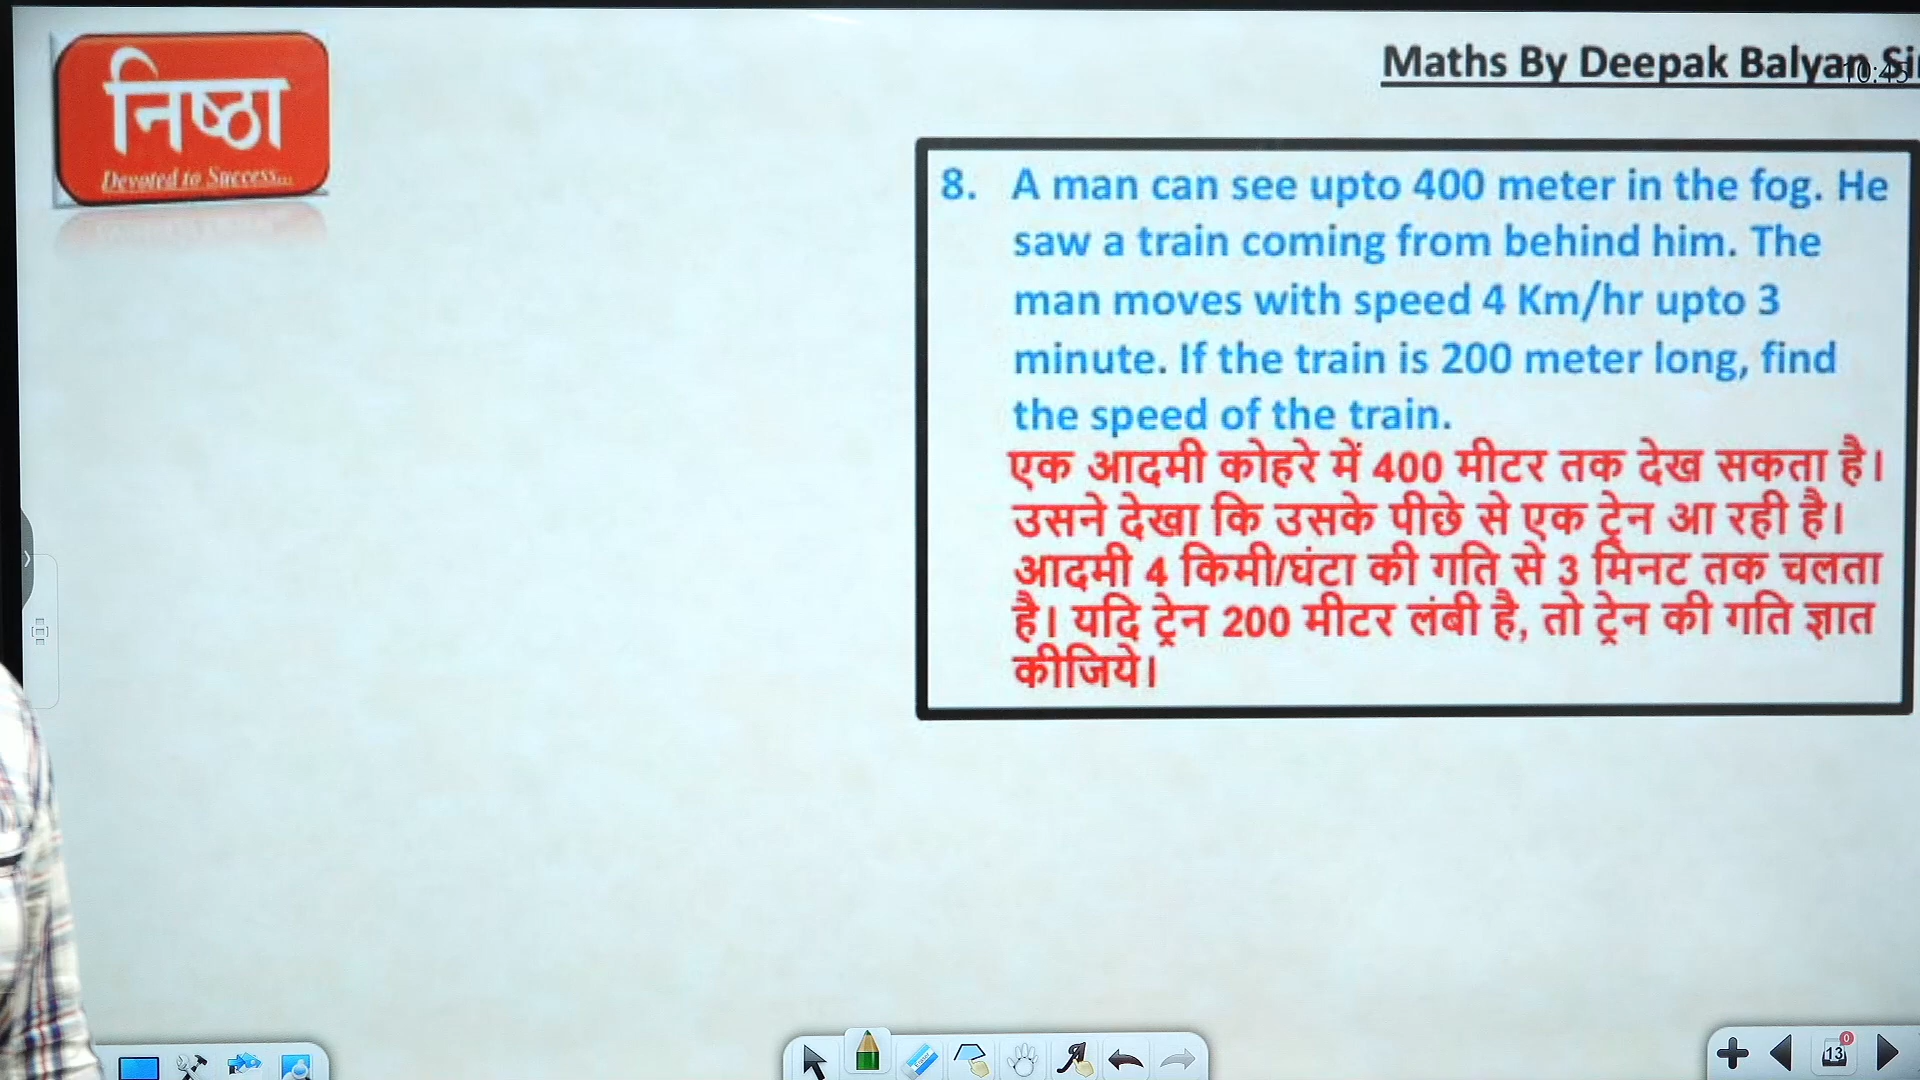 निष्ठा
Devoted to Success...
Maths By Deepak Balyan
10:45
8. A man can see upto 400 meter in the fog. He
saw a train coming from behind him. The
man moves with speed 4 Km/hr upto 3
minute. If the train is 200 meter long, find
the speed of the train.
एक आदमी कोहरे में 400 मीटर तक देख सकता है।
उसने देखा कि उसके पीछे से एक ट्रेन आ रही है।
आदमी 4 किमी/घंटा की गति से 3 मिनट तक चलता
है। यदि ट्रेन 200 मीटर लंबी है, तो ट्रेन की गति ज्ञात
कीजिये।
13
0